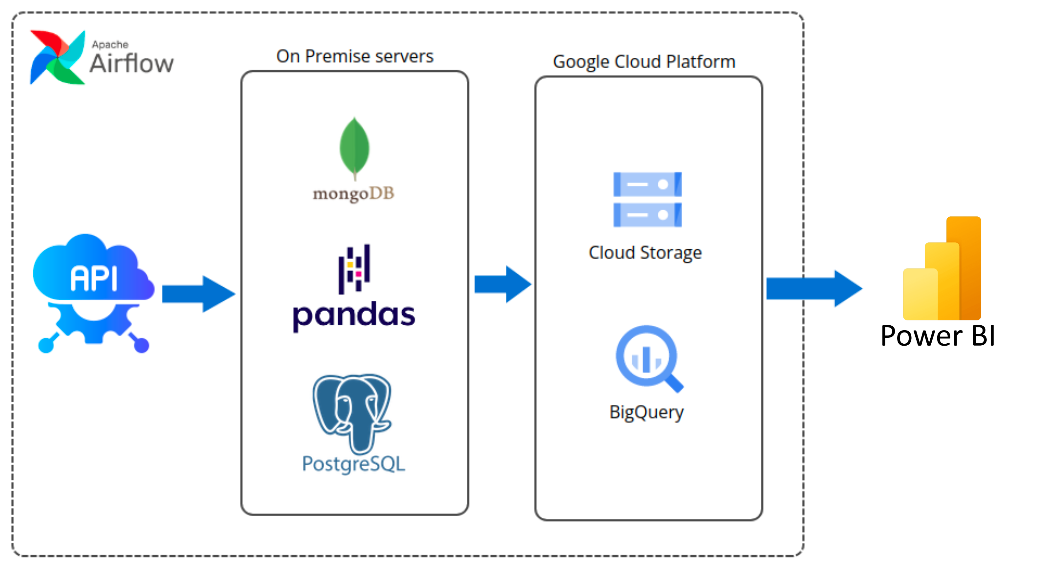 Apache
Airflow
On Premise servers
Google Cloud Platform
mongoDB
API
pandas
PostgreSQL
Cloud Storage
BigQuery
Power BI